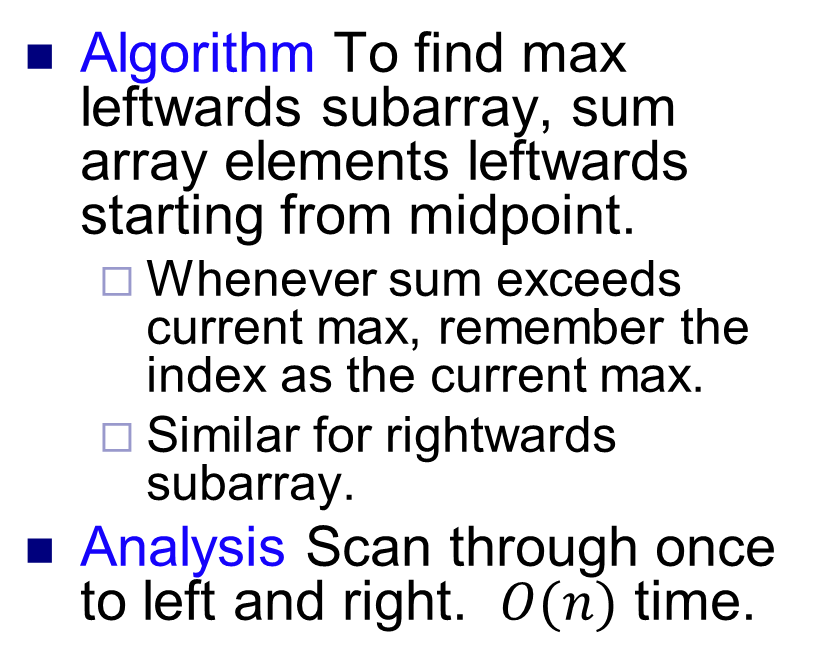 Algorithm To find max
leftwards subarray, sum
array elements leftwards
starting from midpoint.
Whenever sum exceeds
current max, remember the
index as the current max.
Similar for rightwards
subarray.
Analysis Scan through once
to left and right. O(n) time.